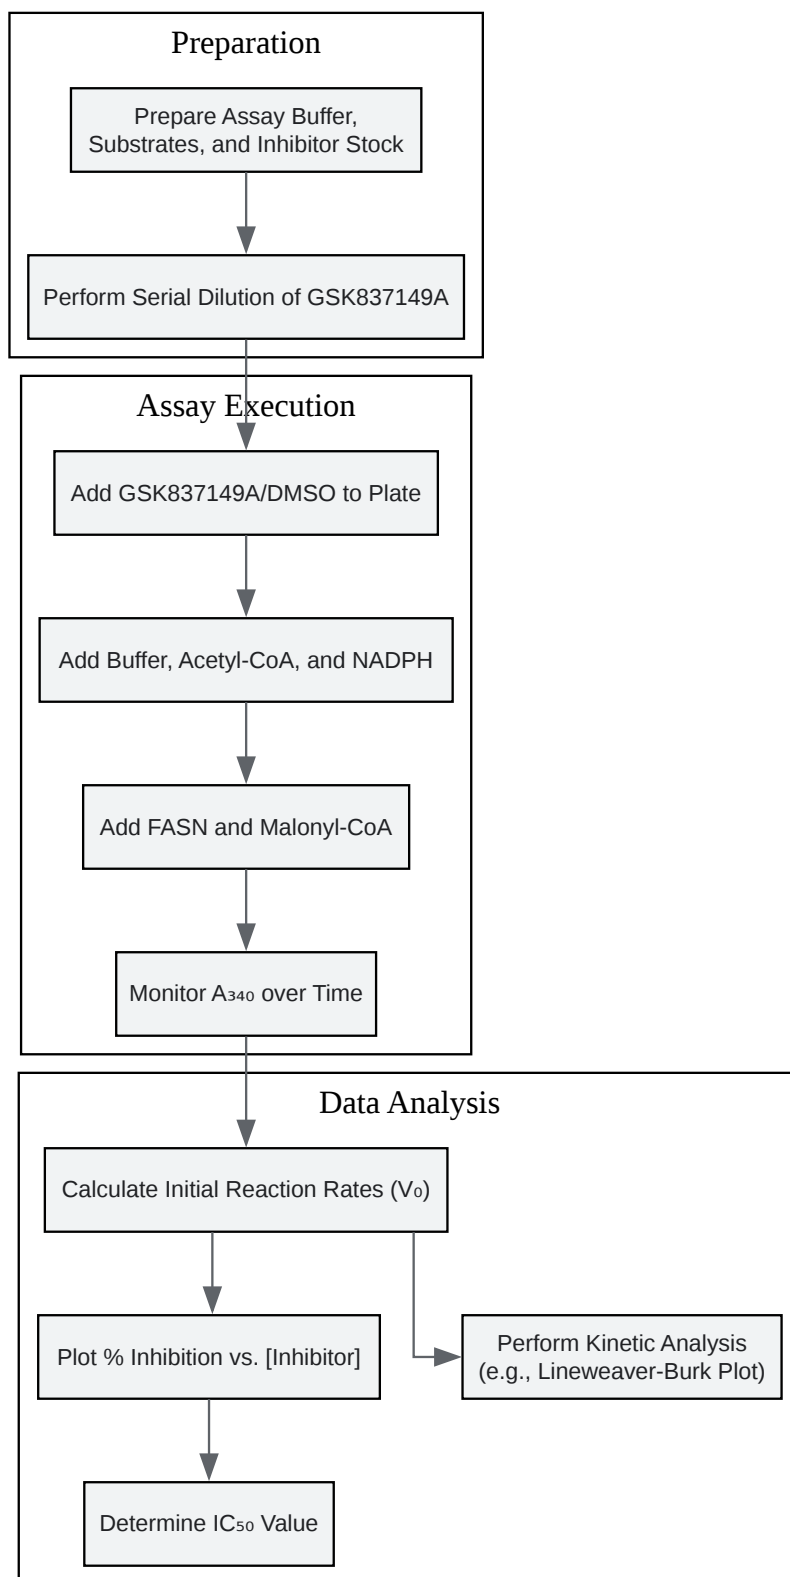 Preparation
Prepare Assay Buffer,
Substrates, and Inhibitor Stock
Perform Serial Dilution of GSK837149A
Assay Execution
Add GSK837149A/DMSO to Plate
Add Buffer, Acetyl-CoA, and NADPH
Add FASN and Malonyl-CoA
Monitor A₃₄₀ over Time
Data Analysis
Calculate Initial Reaction Rates (V₀)
Plot % Inhibition vs. [Inhibitor]
Perform Kinetic Analysis
(e.g., Lineweaver-Burk Plot)
Determine IC₅₀ Value